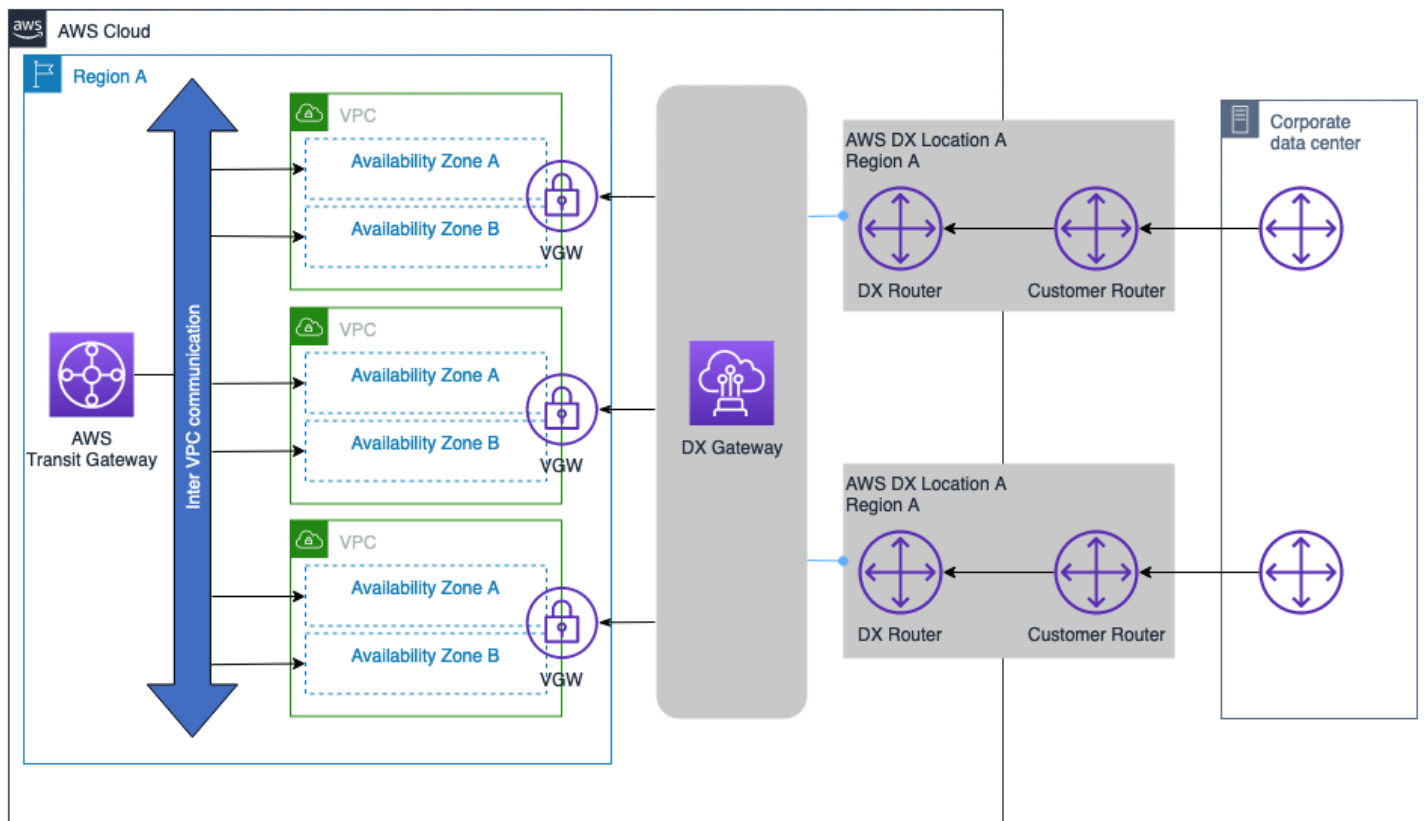 aws
AWS Cloud
Region A
VPC
Availability Zone A
Availability Zone B
VGW
VPC
Availability Zone A
Availability Zone B
VGW
VPC
Availability Zone A
Availability Zone B
VGW
AWS
Transit Gateway
Inter VPC communication
DX Gateway
AWS DX Location A
Region A
DX Router
Customer Router
AWS DX Location A
Region A
DX Router
Customer Router
Corporate
data center